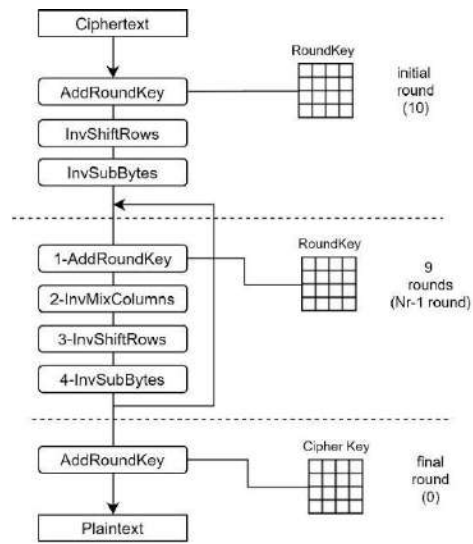 Ciphertext
RoundKey
initial
round
(10)
AddRoundKey
InvShiftRows
InvSubBytes
RoundKey
9
rounds
(Nr-1 round)
1-AddRoundKey
2-InvMixColumns
3-InvShiftRows
4-InvSubBytes
Cipher Key
final
round
(0)
AddRoundKey
Plaintext